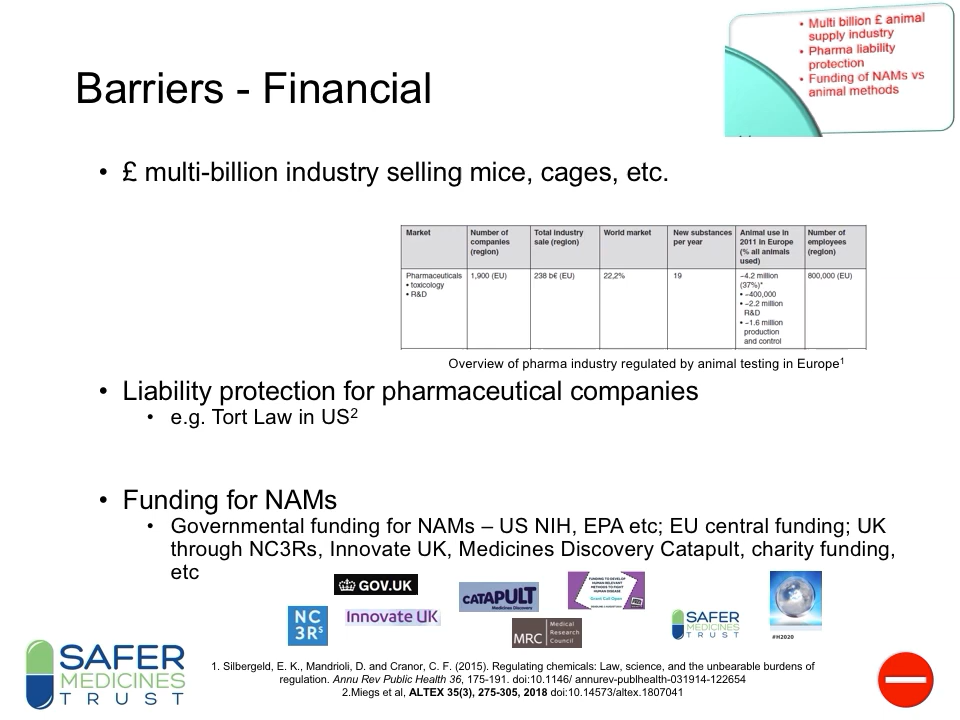 • Multi billion £ animal
supply industry
• Pharma liability
protection
• Funding of NAMs vs
animal methods
Barriers - Financial
• £ multi-billion industry selling mice, cages, etc.
Market
Number of
companies
(region)
Total industry
sale (region)
World market
New substances
per year
Animal use in
2011 in Europe
(% all animals
used)
Number of
employees
(region)
Pharmaceuticals
• toxicology
• R&D
1,900 (EU)
238 b€ (EU)
22,2%
19
~4.2 million
(37%)*
• ~400,000
• ~2.2 million
R&D
• ~1.6 million
production
and control
800,000 (EU)
Overview of pharma industry regulated by animal testing in Europe1
• Liability protection for pharmaceutical companies
• e.g. Tort Law in US2
• Funding for NAMs
• Governmental funding for NAMs – US NIH, EPA etc; EU central funding; UK
through NC3Rs, Innovate UK, Medicines Discovery Catapult, charity funding,
etc
GOV.UK
CATAPULT
Medicines Discovery
FUNDING TO DEVELOP
HUMAN RELEVANT
METHODS TO FIGHT
HUMAN DISEASE
Grant Call Open
#H2020
NC
3Rs
Innovate UK
MRC
Medical
Research
Council
SAFER
MEDICINES
TRUST
SAFER
MEDICINES
TRUST
1. Silbergeld, E. K., Mandrioli, D. and Cranor, C. F. (2015). Regulating chemicals: Law, science, and the unbearable burdens of
regulation. Annu Rev Public Health 36, 175-191. doi:10.1146/ annurev-publhealth-031914-122654
2.Miegs et al, ALTEX 35(3), 275-305, 2018 doi:10.14573/altex.1807041